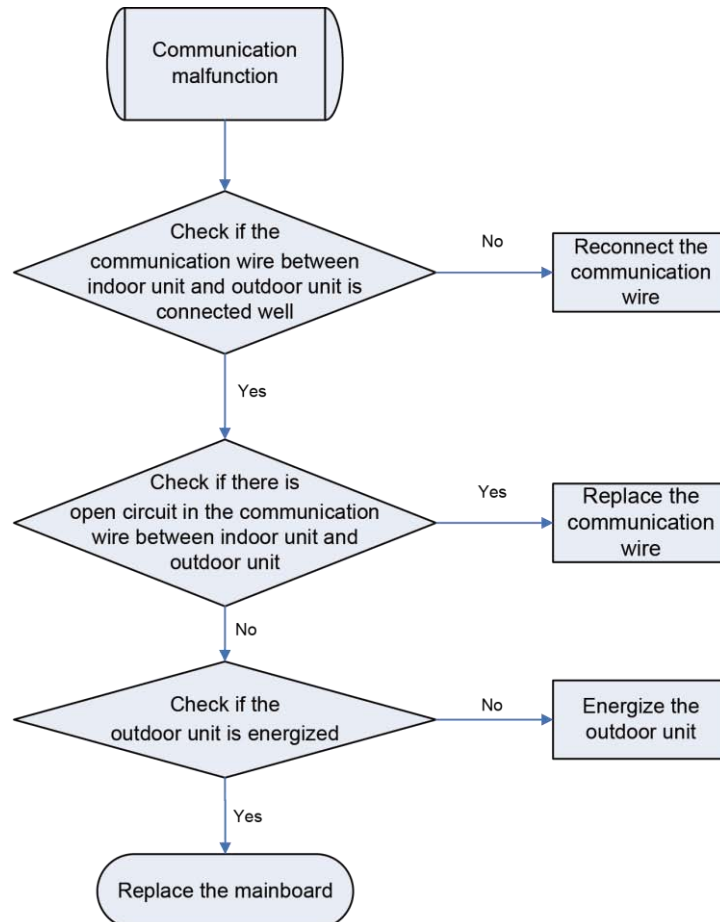 Communication
malfunction
Check if the
communication wire between
indoor unit and outdoor unit is
connected well
No
Reconnect the
communication
wire
Yes
Check if there is
open circuit in the communication
wire between indoor unit and
outdoor unit
Yes
Replace the
communication
wire
No
Check if the
outdoor unit is energized
No
Energize the
outdoor unit
Yes
Replace the mainboard